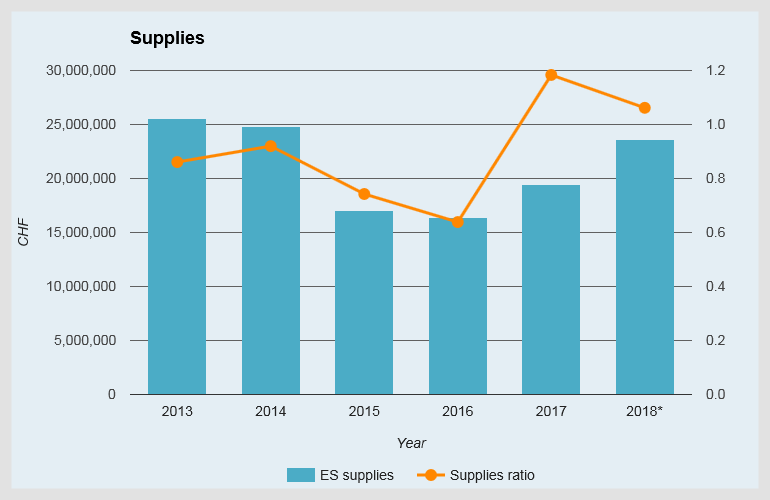 Supplies
30,000,000 1.2
25,000,000 1.0
20,000,000 0.8
15,000,000 0.6
10,000,000 0.4
5,000,000 0.2
0 0.0
CHF
2013 2014 2015 2016 2017 2018*
Year
ES supplies Supplies ratio